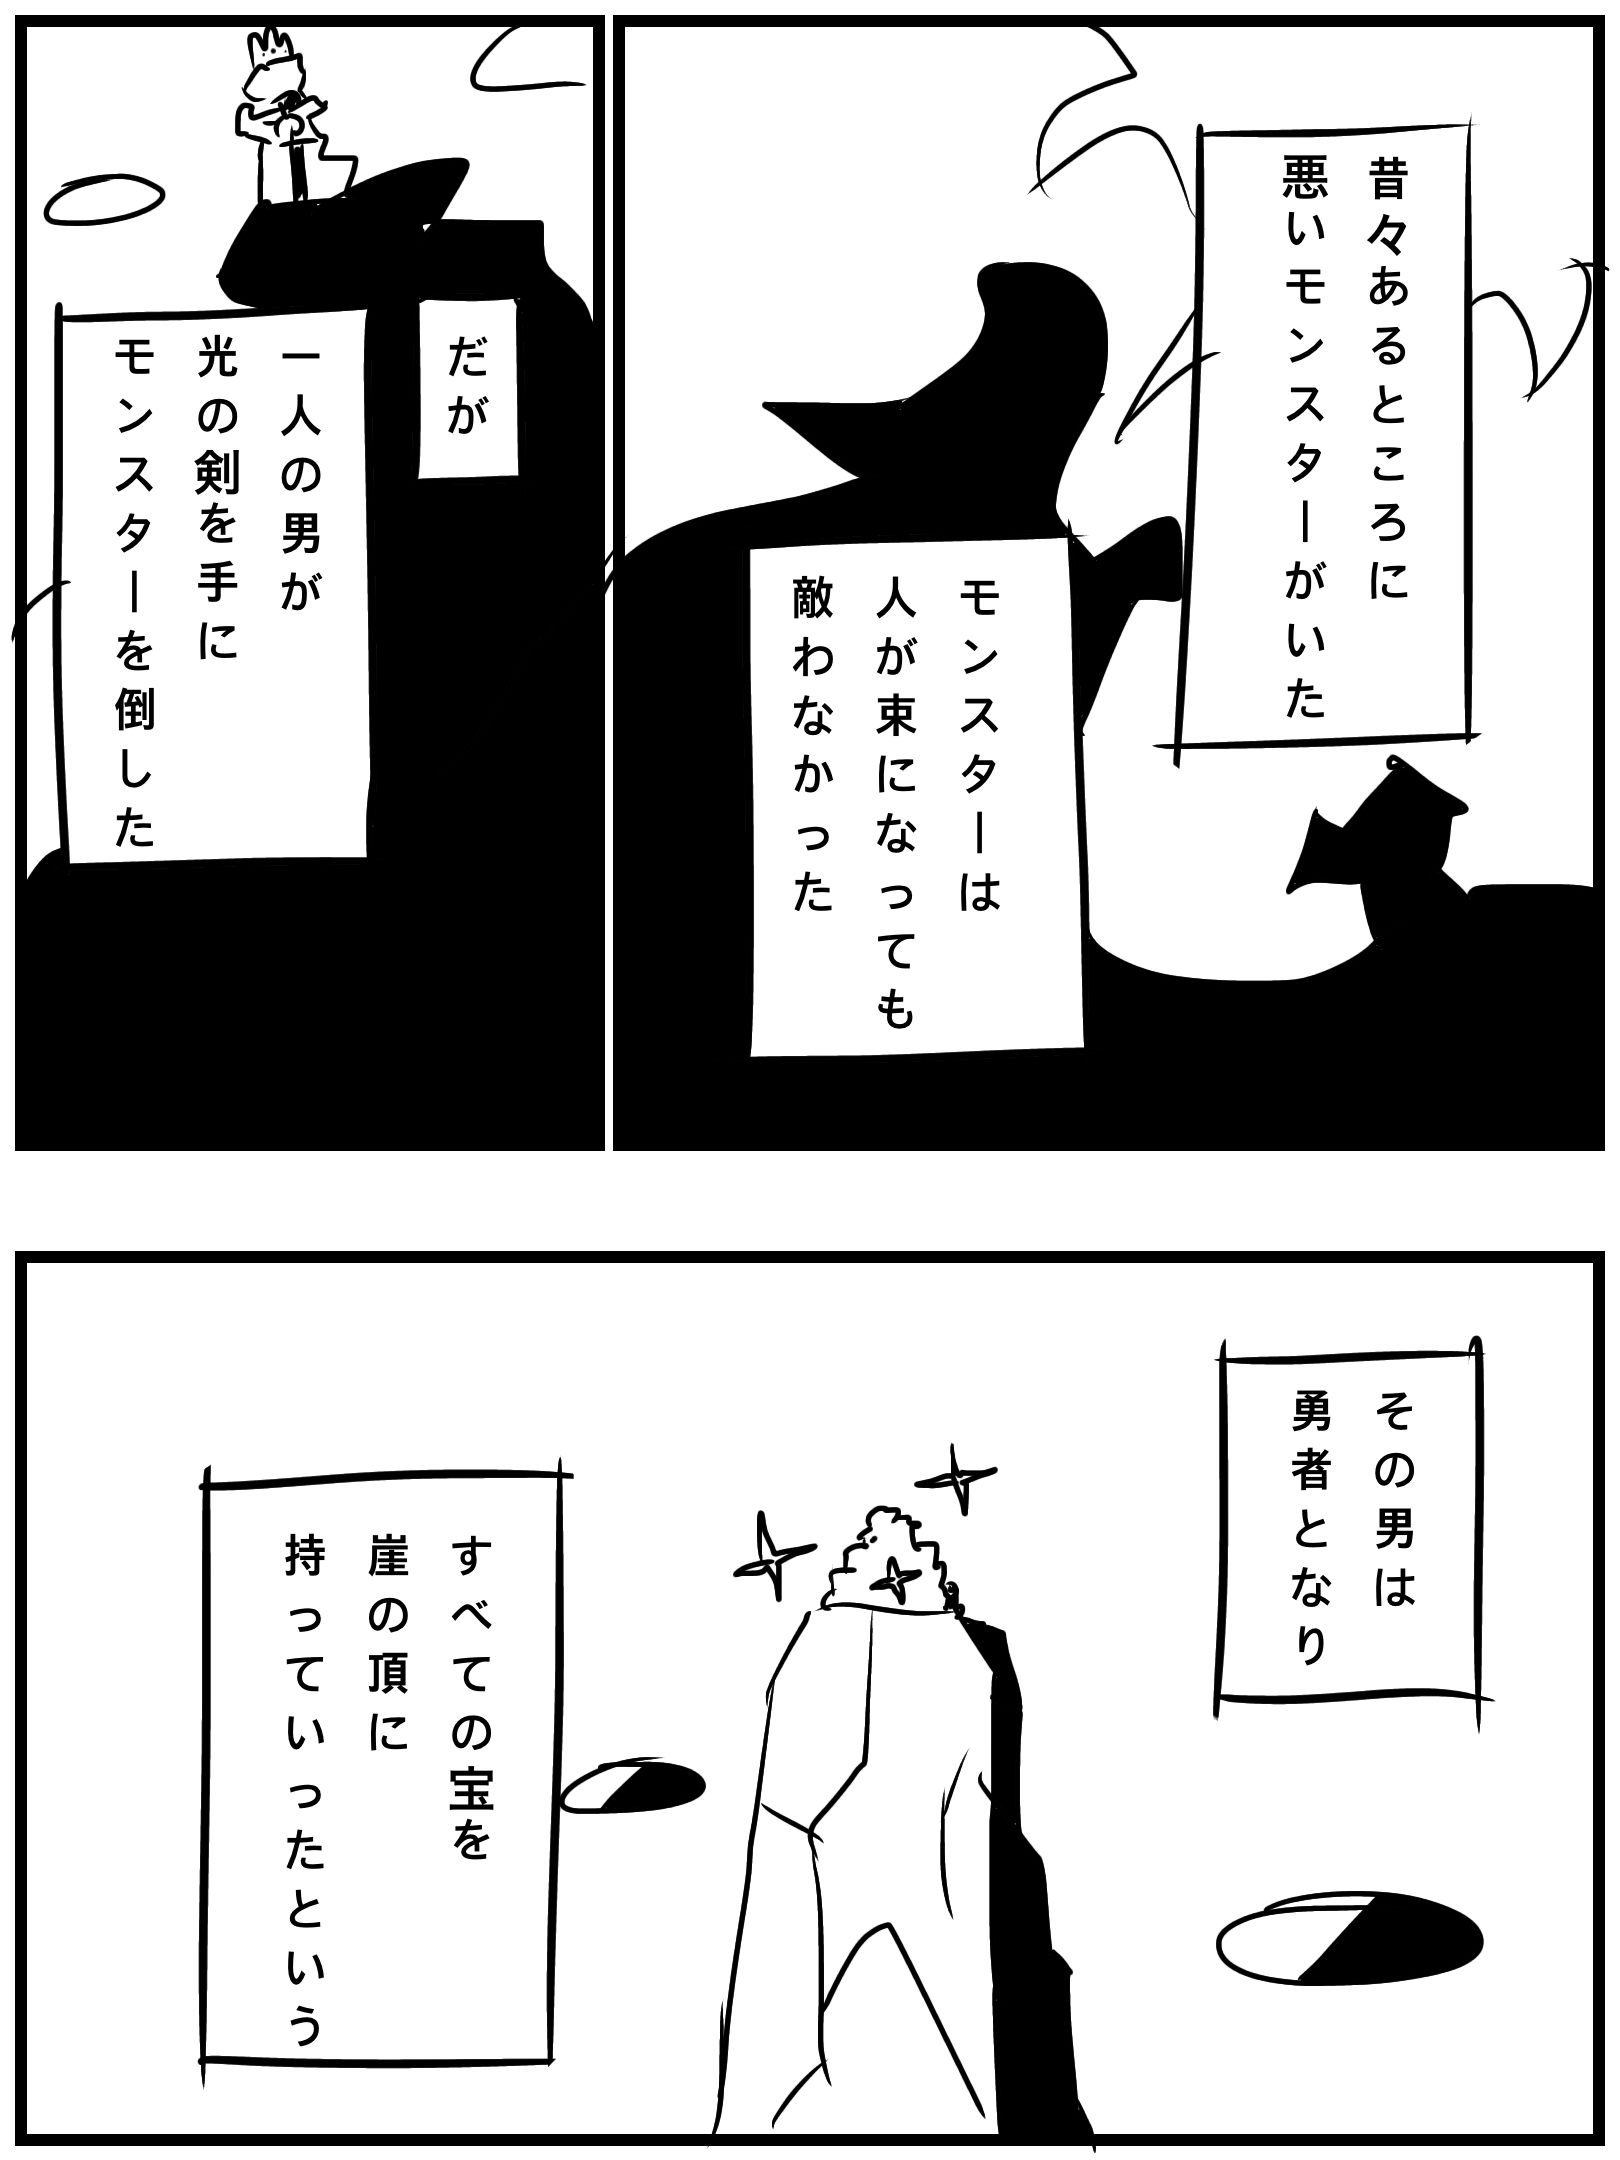 昔々あるところに
悪いモンスターがいた
モンスターは
人が束になっても
敵わなかった
だが
一人の男が
光の剣を手に
モンスターを倒した
その男は
勇者となり
すべての宝を
崖の頂に
持っていったという